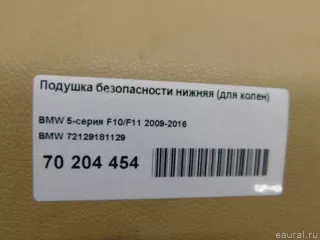 Подушка безопасности нижняя (для колен)
BMW 5-серия F10/F11 2009-2016
BMW 72129181129
70 204 454
eaural.ru